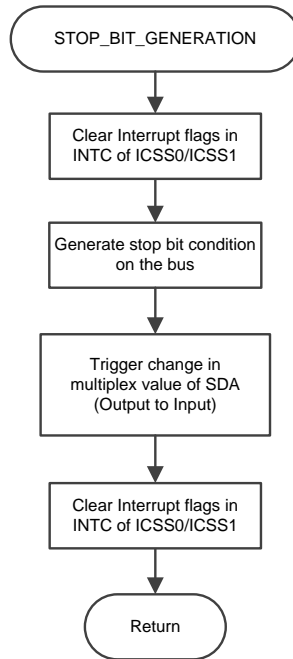 STOP_BIT_GENERATION
Clear Interrupt flags in
INTC of ICSS0/ICSS1
Generate stop bit condition
on the bus
Trigger change in
multiplex value of SDA
(Output to Input)
Clear Interrupt flags in
INTC of ICSS0/ICSS1
Return